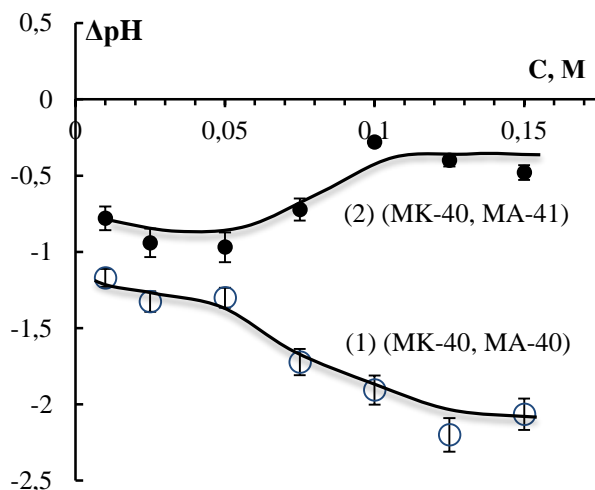 0,5
ΔpH
C, M
0
0
0,05
0,1
0,15
-0,5
(2) (MK-40, MA-41)
-1
-1,5
(1) (MK-40, MA-40)
-2
-2,5